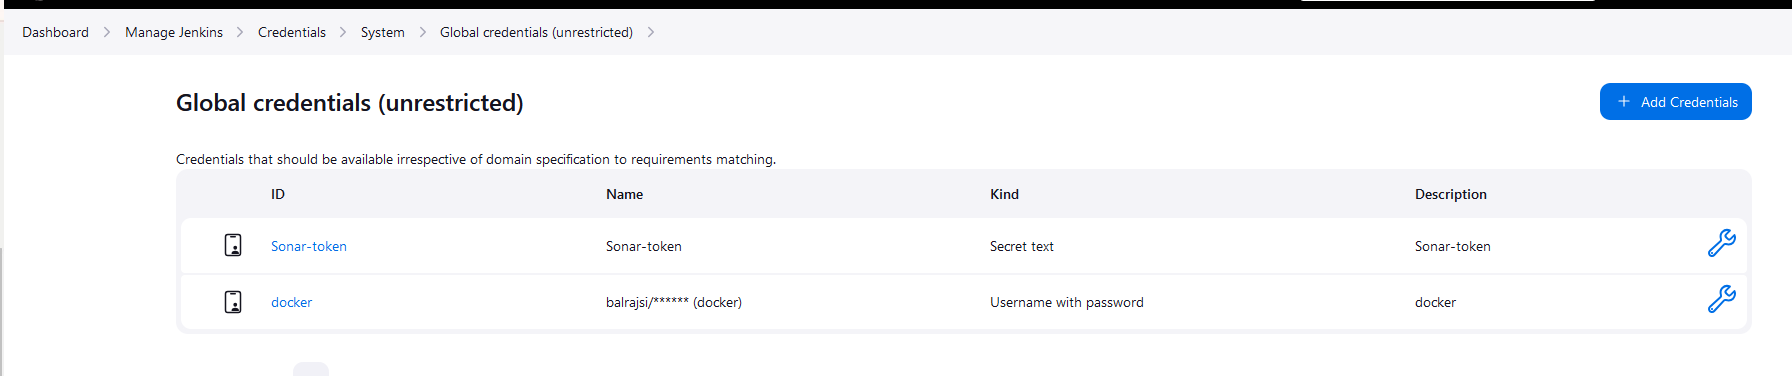 Dashboard > Manage Jenkins > Credentials > System > Global credentials (unrestricted) >
Global credentials (unrestricted)
+ Add Credentials
Credentials that should be available irrespective of domain specification to requirements matching.
ID Name Kind Description
Sonar-token Sonar-token Secret text Sonar-token
docker balrajsi/****** (docker) Username with password docker